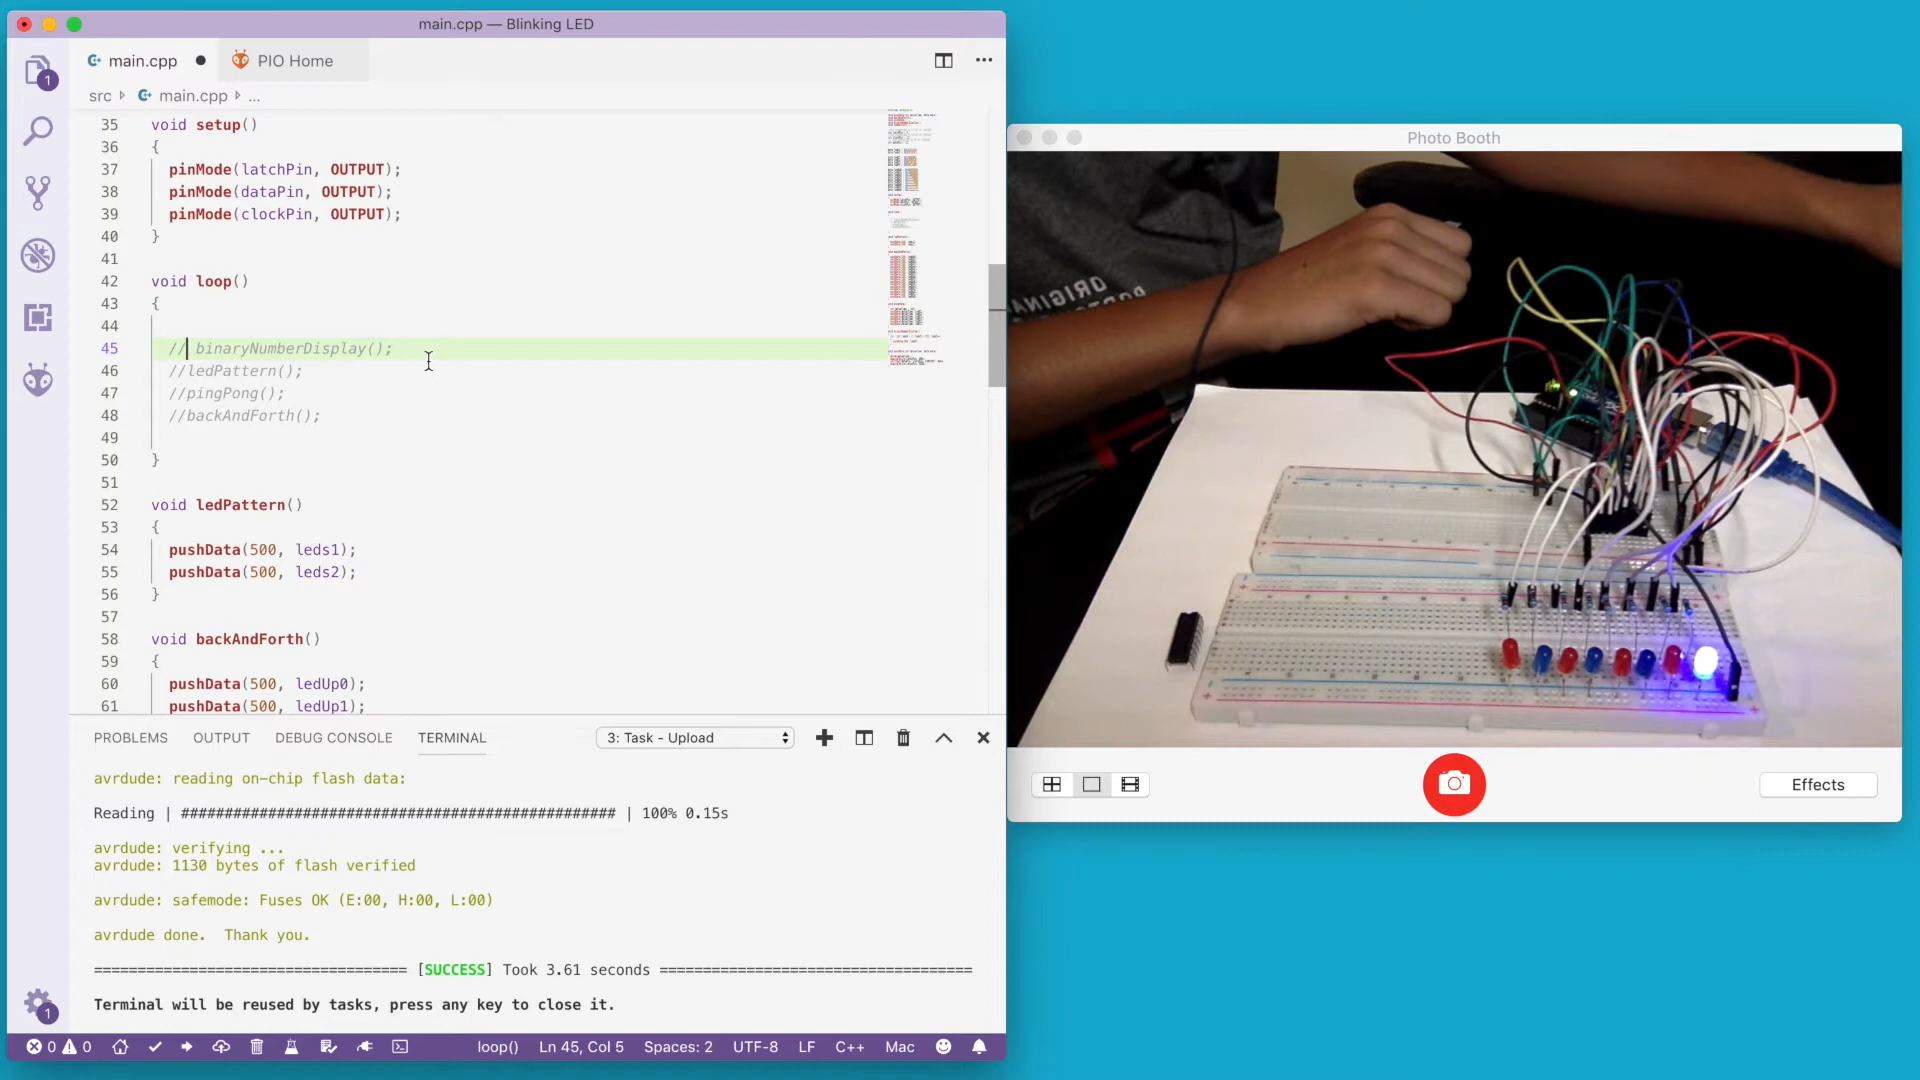 main.cpp — Blinking LED
main.cpp
PIO Home
1
src
main.cpp
...
35 void setup()
36 {
37 pinMode(latchPin, OUTPUT);
38 pinMode(dataPin, OUTPUT);
39 pinMode(clockPin, OUTPUT);
40 }
41
42 void loop()
43 {
44
45 // binaryNumberDisplay();
46 //ledPattern();
47 //pingPong();
48 //backAndForth();
49
50 }
51
52 void ledPattern()
53 {
54 pushData(500, leds1);
55 pushData(500, leds2);
56 }
57
58 void backAndForth()
59 {
60 pushData(500, ledUp0);
61 pushData(500, ledUp1);
PROBLEMS OUTPUT DEBUG CONSOLE TERMINAL 3: Task - Upload
avrdude: reading on-chip flash data:
Reading | ################################################## | 100% 0.15s
avrdude: verifying ...
avrdude: 1130 bytes of flash verified
avrdude: safemode: Fuses OK (E:00, H:00, L:00)
avrdude done.  Thank you.
==================================== [SUCCESS] Took 3.61 seconds ====================================
Terminal will be reused by tasks, press any key to close it.
1
0 0 loop() Ln 45, Col 5 Spaces: 2 UTF-8 LF C++ Mac
Photo Booth
ORIGINAL
Effects